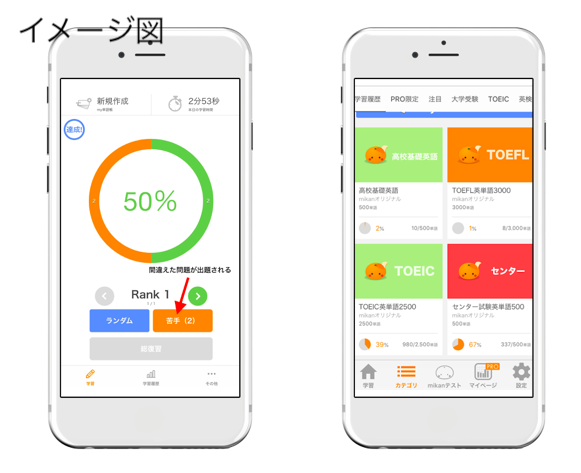 イメージ図
新規作成
my単語帳
2分53秒
今日の学習時間
達成!
50%
間違えた問題が出題される
Rank 1
ランダム
苦手（2）
総復習
学習
学習履歴
その他
学習履歴 PRO限定 注目 大学受験 TOEIC 英検
高校基礎英語
TOEFL
高校基礎英語
mikanオリジナル
500単語
2%
10/500単語
TOEFL英単語3000
mikanオリジナル
3000単語
1%
8/3,000単語
TOEIC
センター
TOEIC英単語2500
mikanオリジナル
2500単語
39%
980/2,500単語
センター試験英単語500
mikanオリジナル
500単語
67%
337/500単語
学習
カテゴリ
mikanテスト
PRO
マイページ
設定